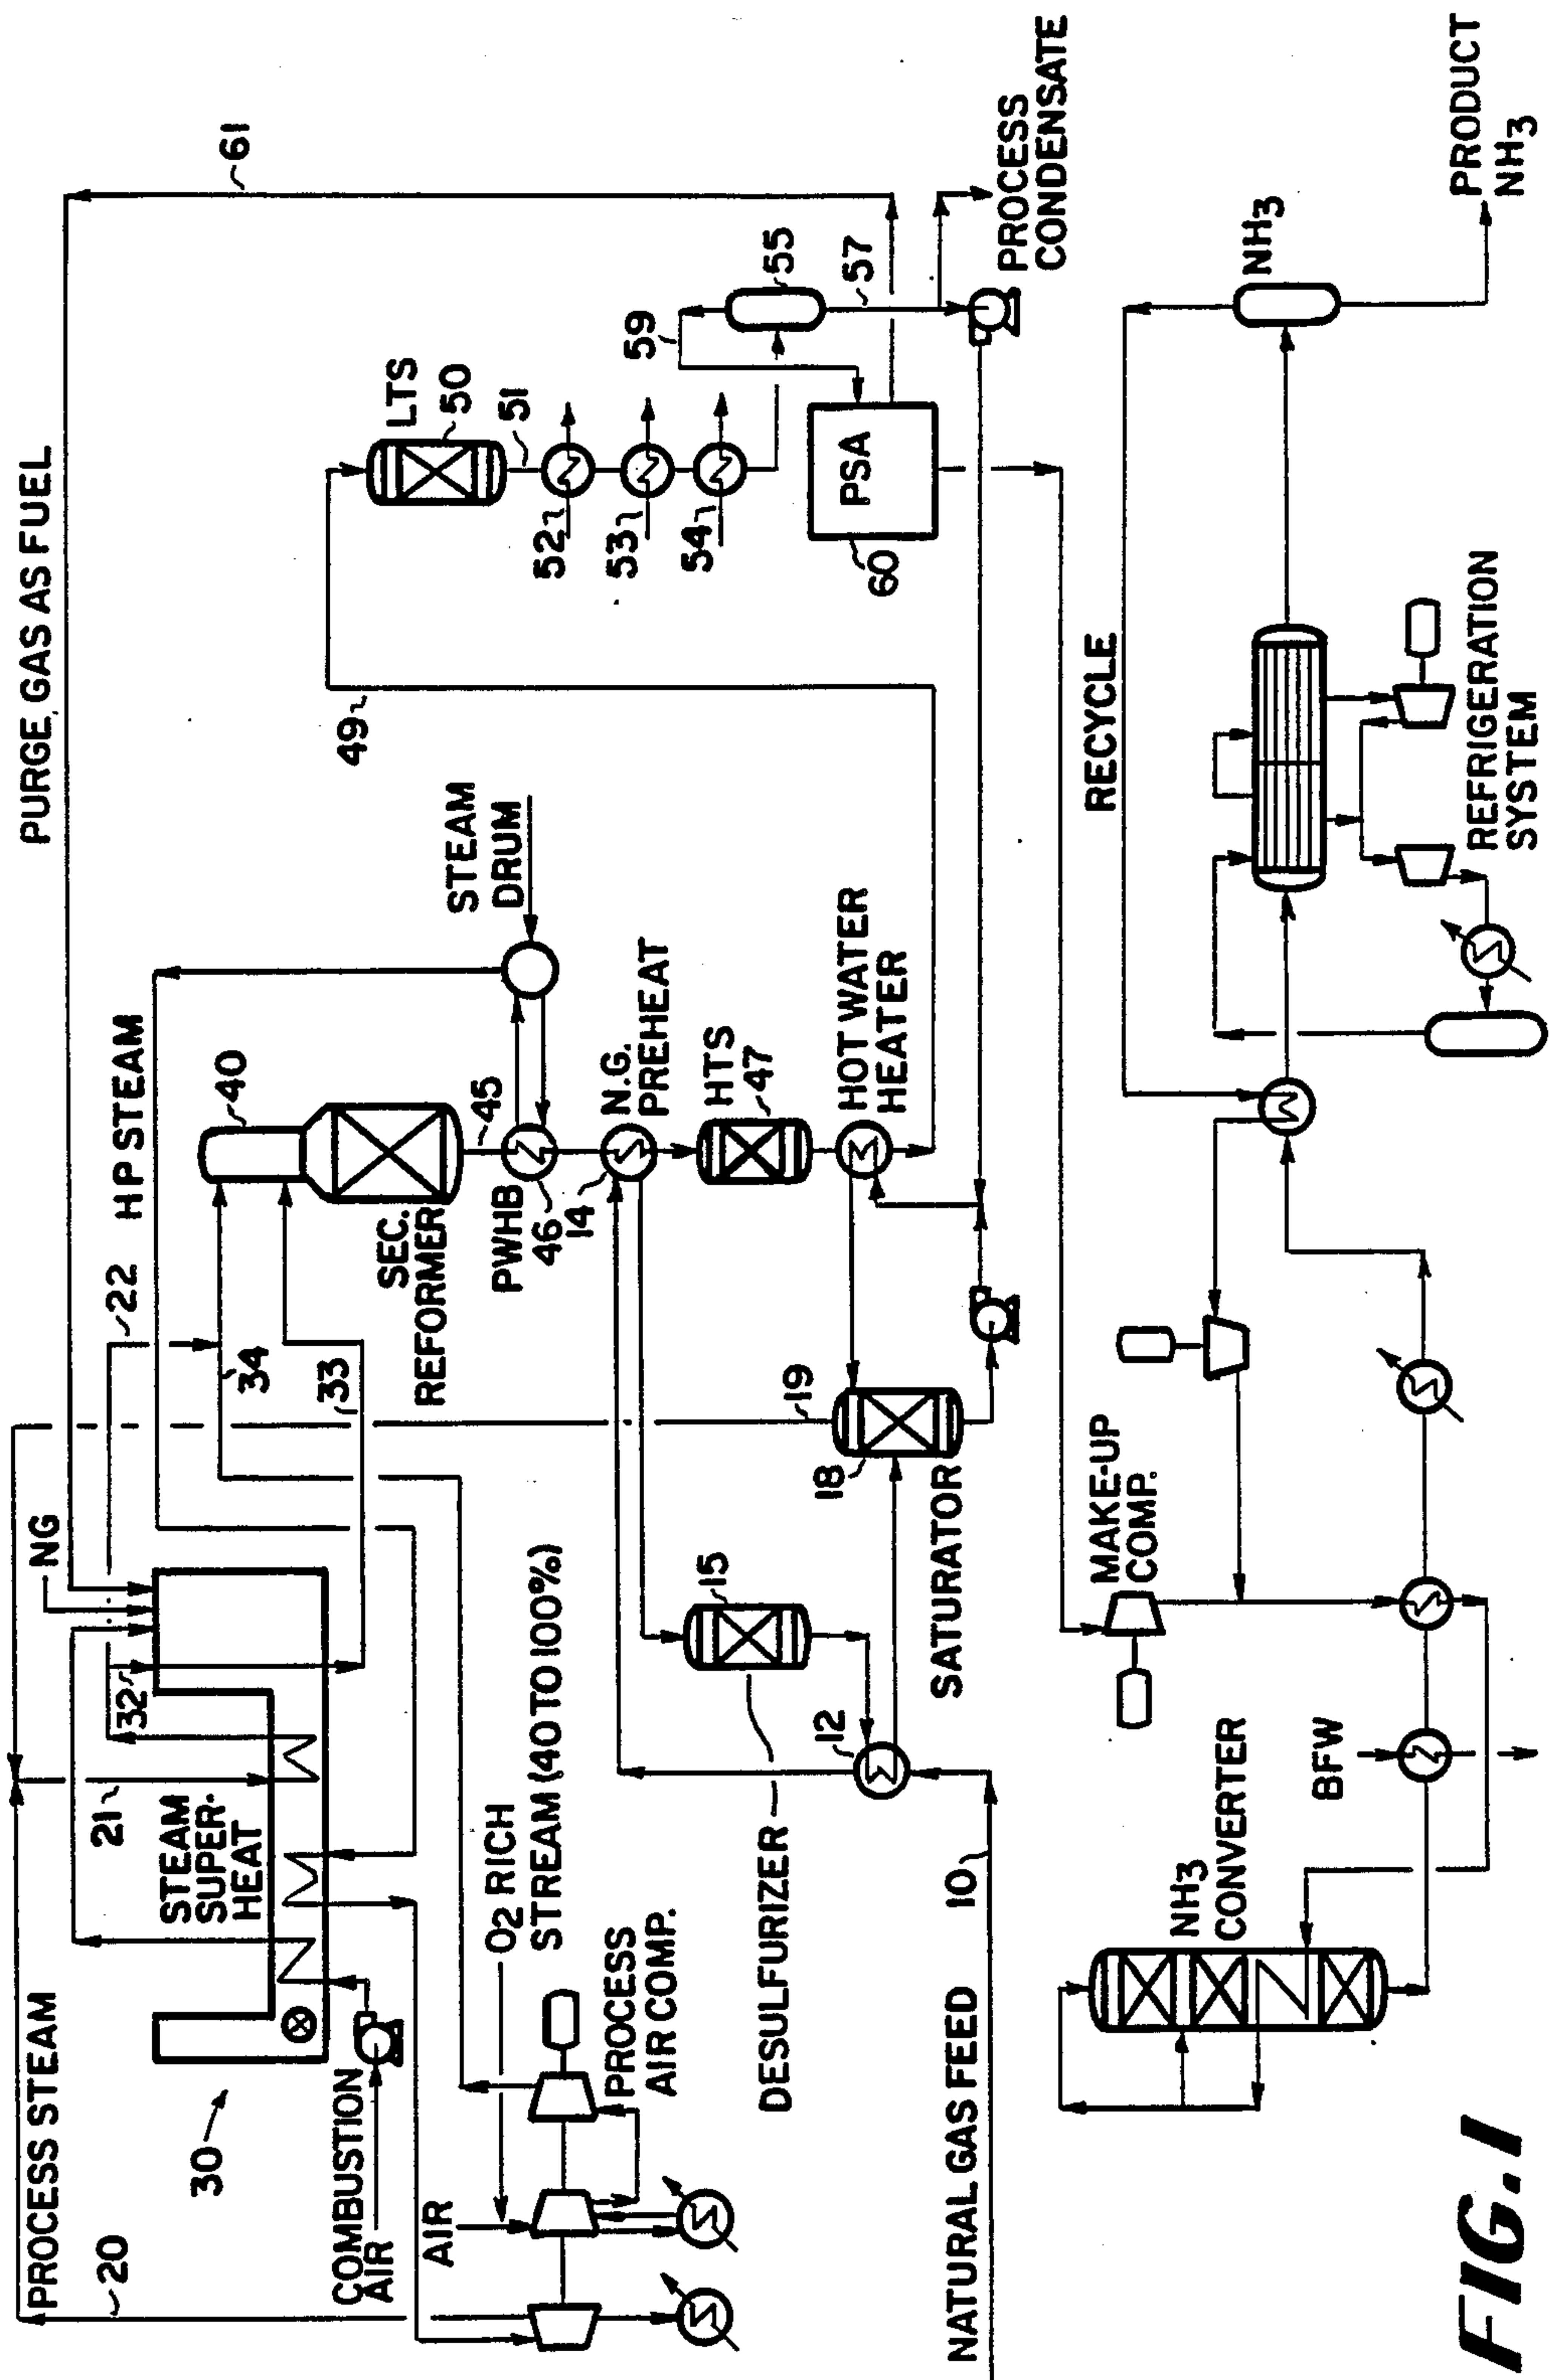 PURGE GAS AS FUEL
61
HP STEAM
22
NG
PROCESS STEAM
20
30
21
32
STEAM
SUPER-
HEAT
COMBUSTION
AIR
34
33
40
SEC.
REFORMER
45
PWHB
46
STEAM
DRUM
14
N.G.
PREHEAT
HTS
47
HOT WATER
HEATER
49
LTS
50
51
52
53
54
55
57
59
PSA
60
PROCESS
CONDENSATE
AIR
O2 RICH
STREAM (40 TO 100%)
PROCESS
AIR COMP.
DESULFURIZER
15
12
18
19
SATURATOR
NATURAL GAS FEED
10
MAKE-UP
COMP.
RECYCLE
NH3
CONVERTER
BFW
REFRIGERATION
SYSTEM
NH3
PRODUCT
NH3
FIG. 1